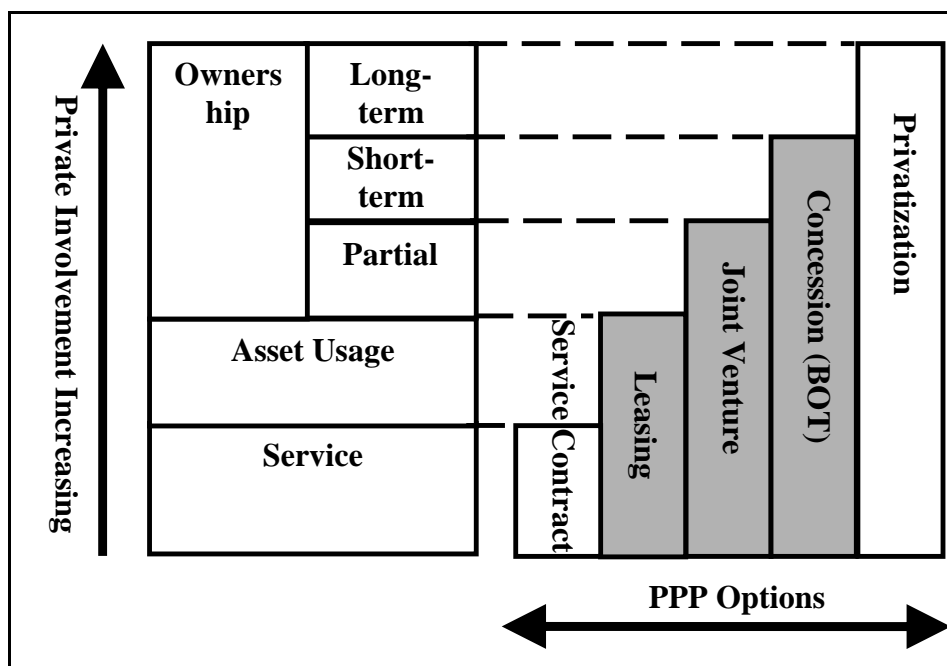 Private Involvement Increasing
Owners
hip
Long-
term
Short-
term
Partial
Asset Usage
Service
Service Contract
Leasing
Joint Venture
Concession (BOT)
Privatization
PPP Options